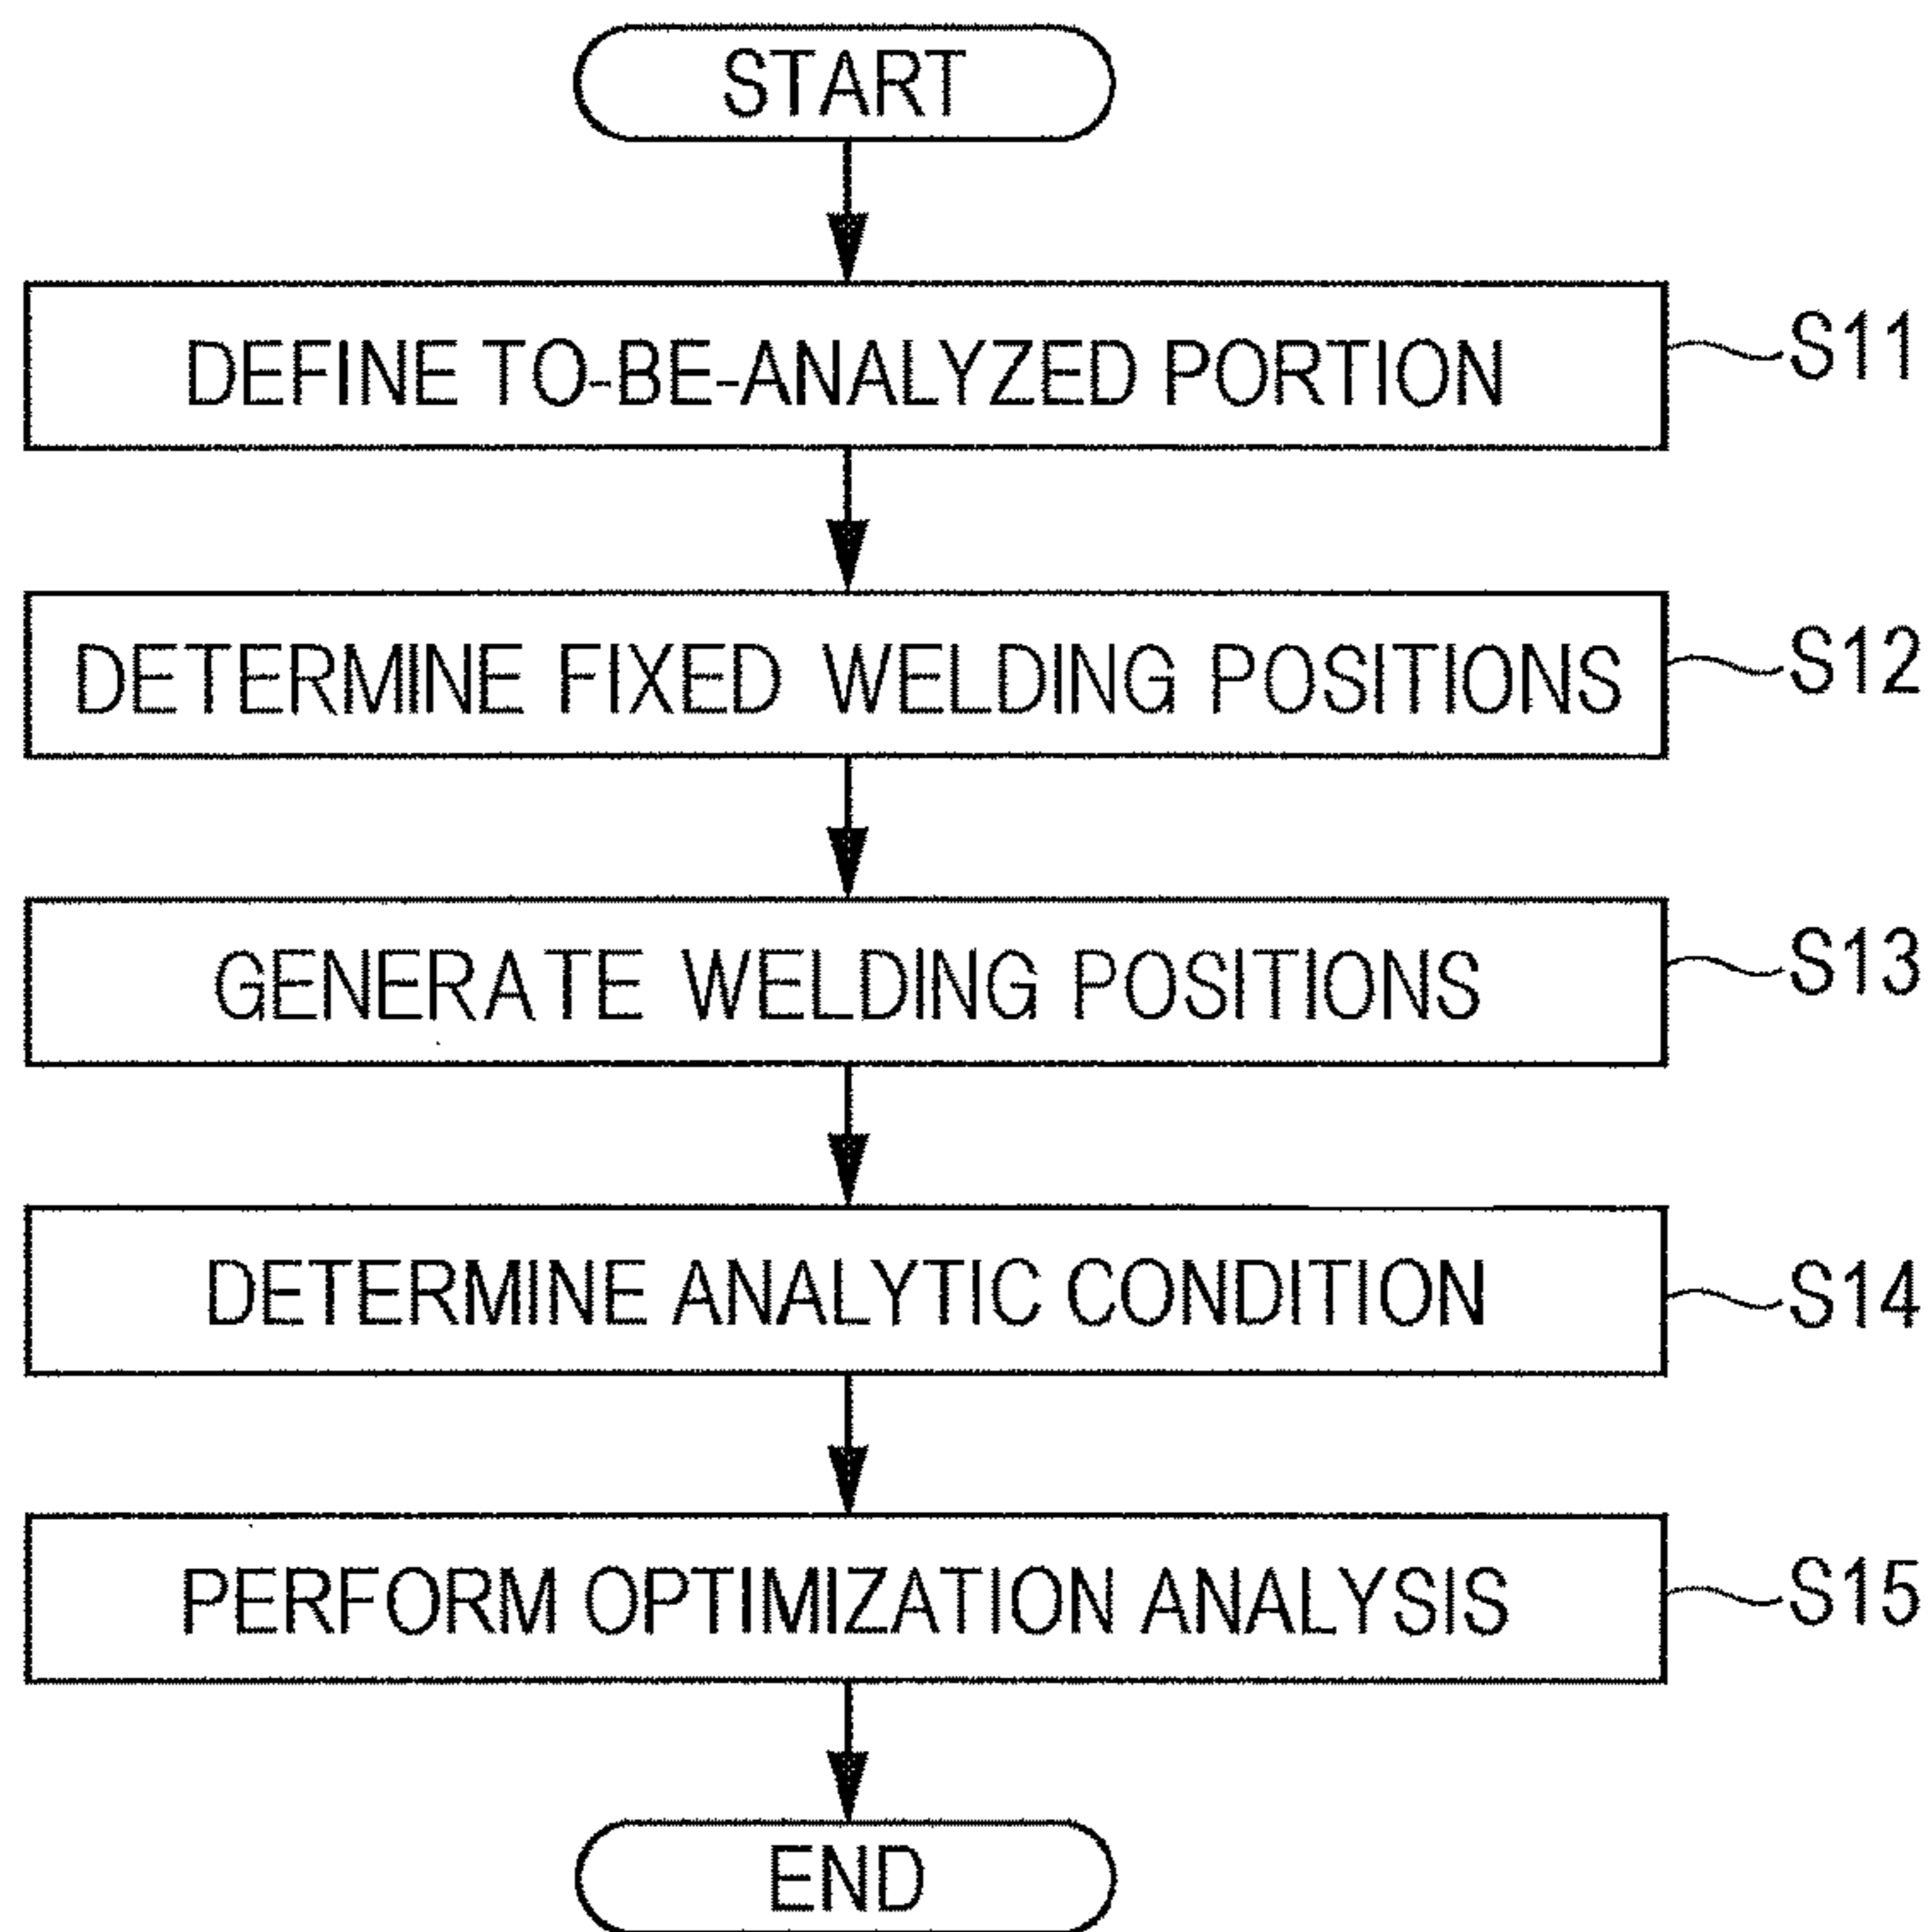 START
DEFINE TO-BE-ANALYZED PORTION
S11
DETERMINE FIXED WELDING POSITIONS
S12
GENERATE WELDING POSITIONS
S13
DETERMINE ANALYTIC CONDITION
S14
PERFORM OPTIMIZATION ANALYSIS
S15
END